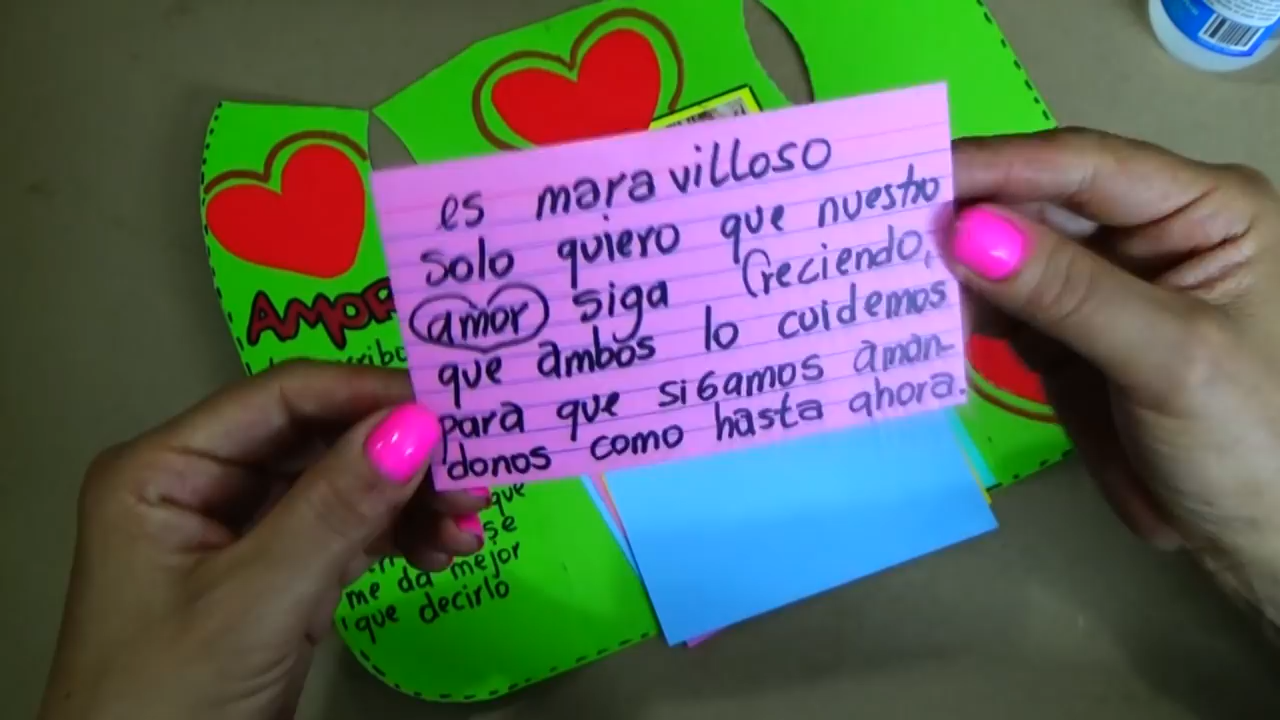 es maravilloso
solo quiero que nuestro
amor siga Creciendo,
que ambos lo cuidemos
para que si6amos aman-
donos como hasta ahora.
AMOR
que
se
me da mejor
que decirlo